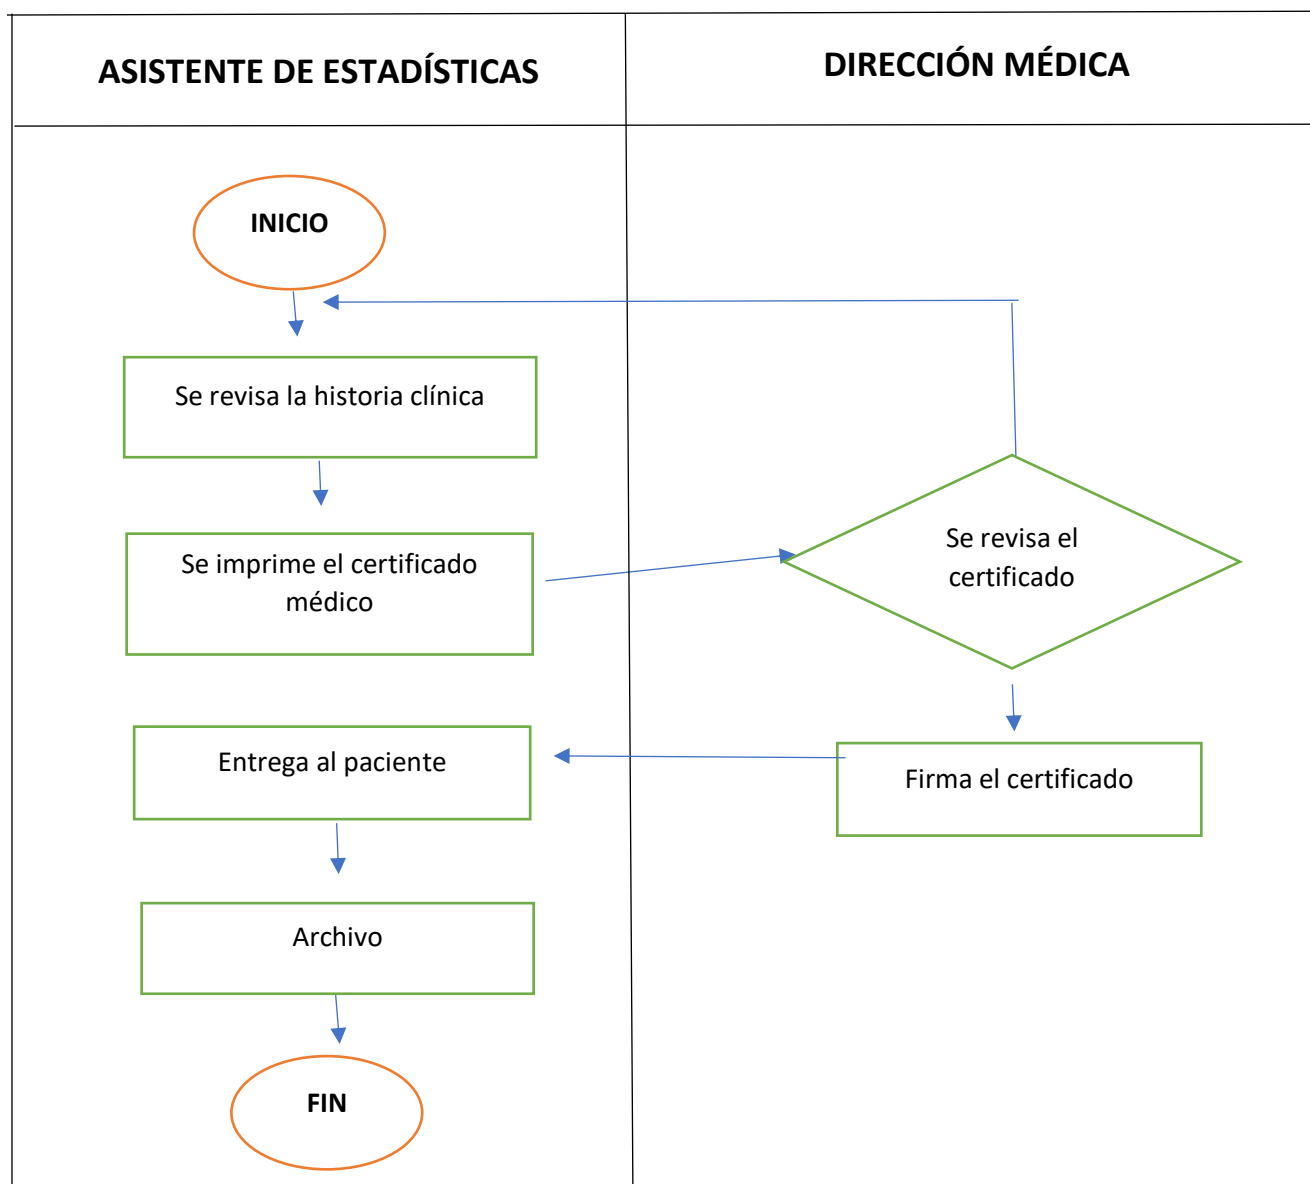 ASISTENTE DE ESTADÍSTICAS
DIRECCIÓN MÉDICA
INICIO
Se revisa la historia clínica
Se imprime el certificado
médico
Se revisa el
certificado
Firma el certificado
Entrega al paciente
Archivo
FIN